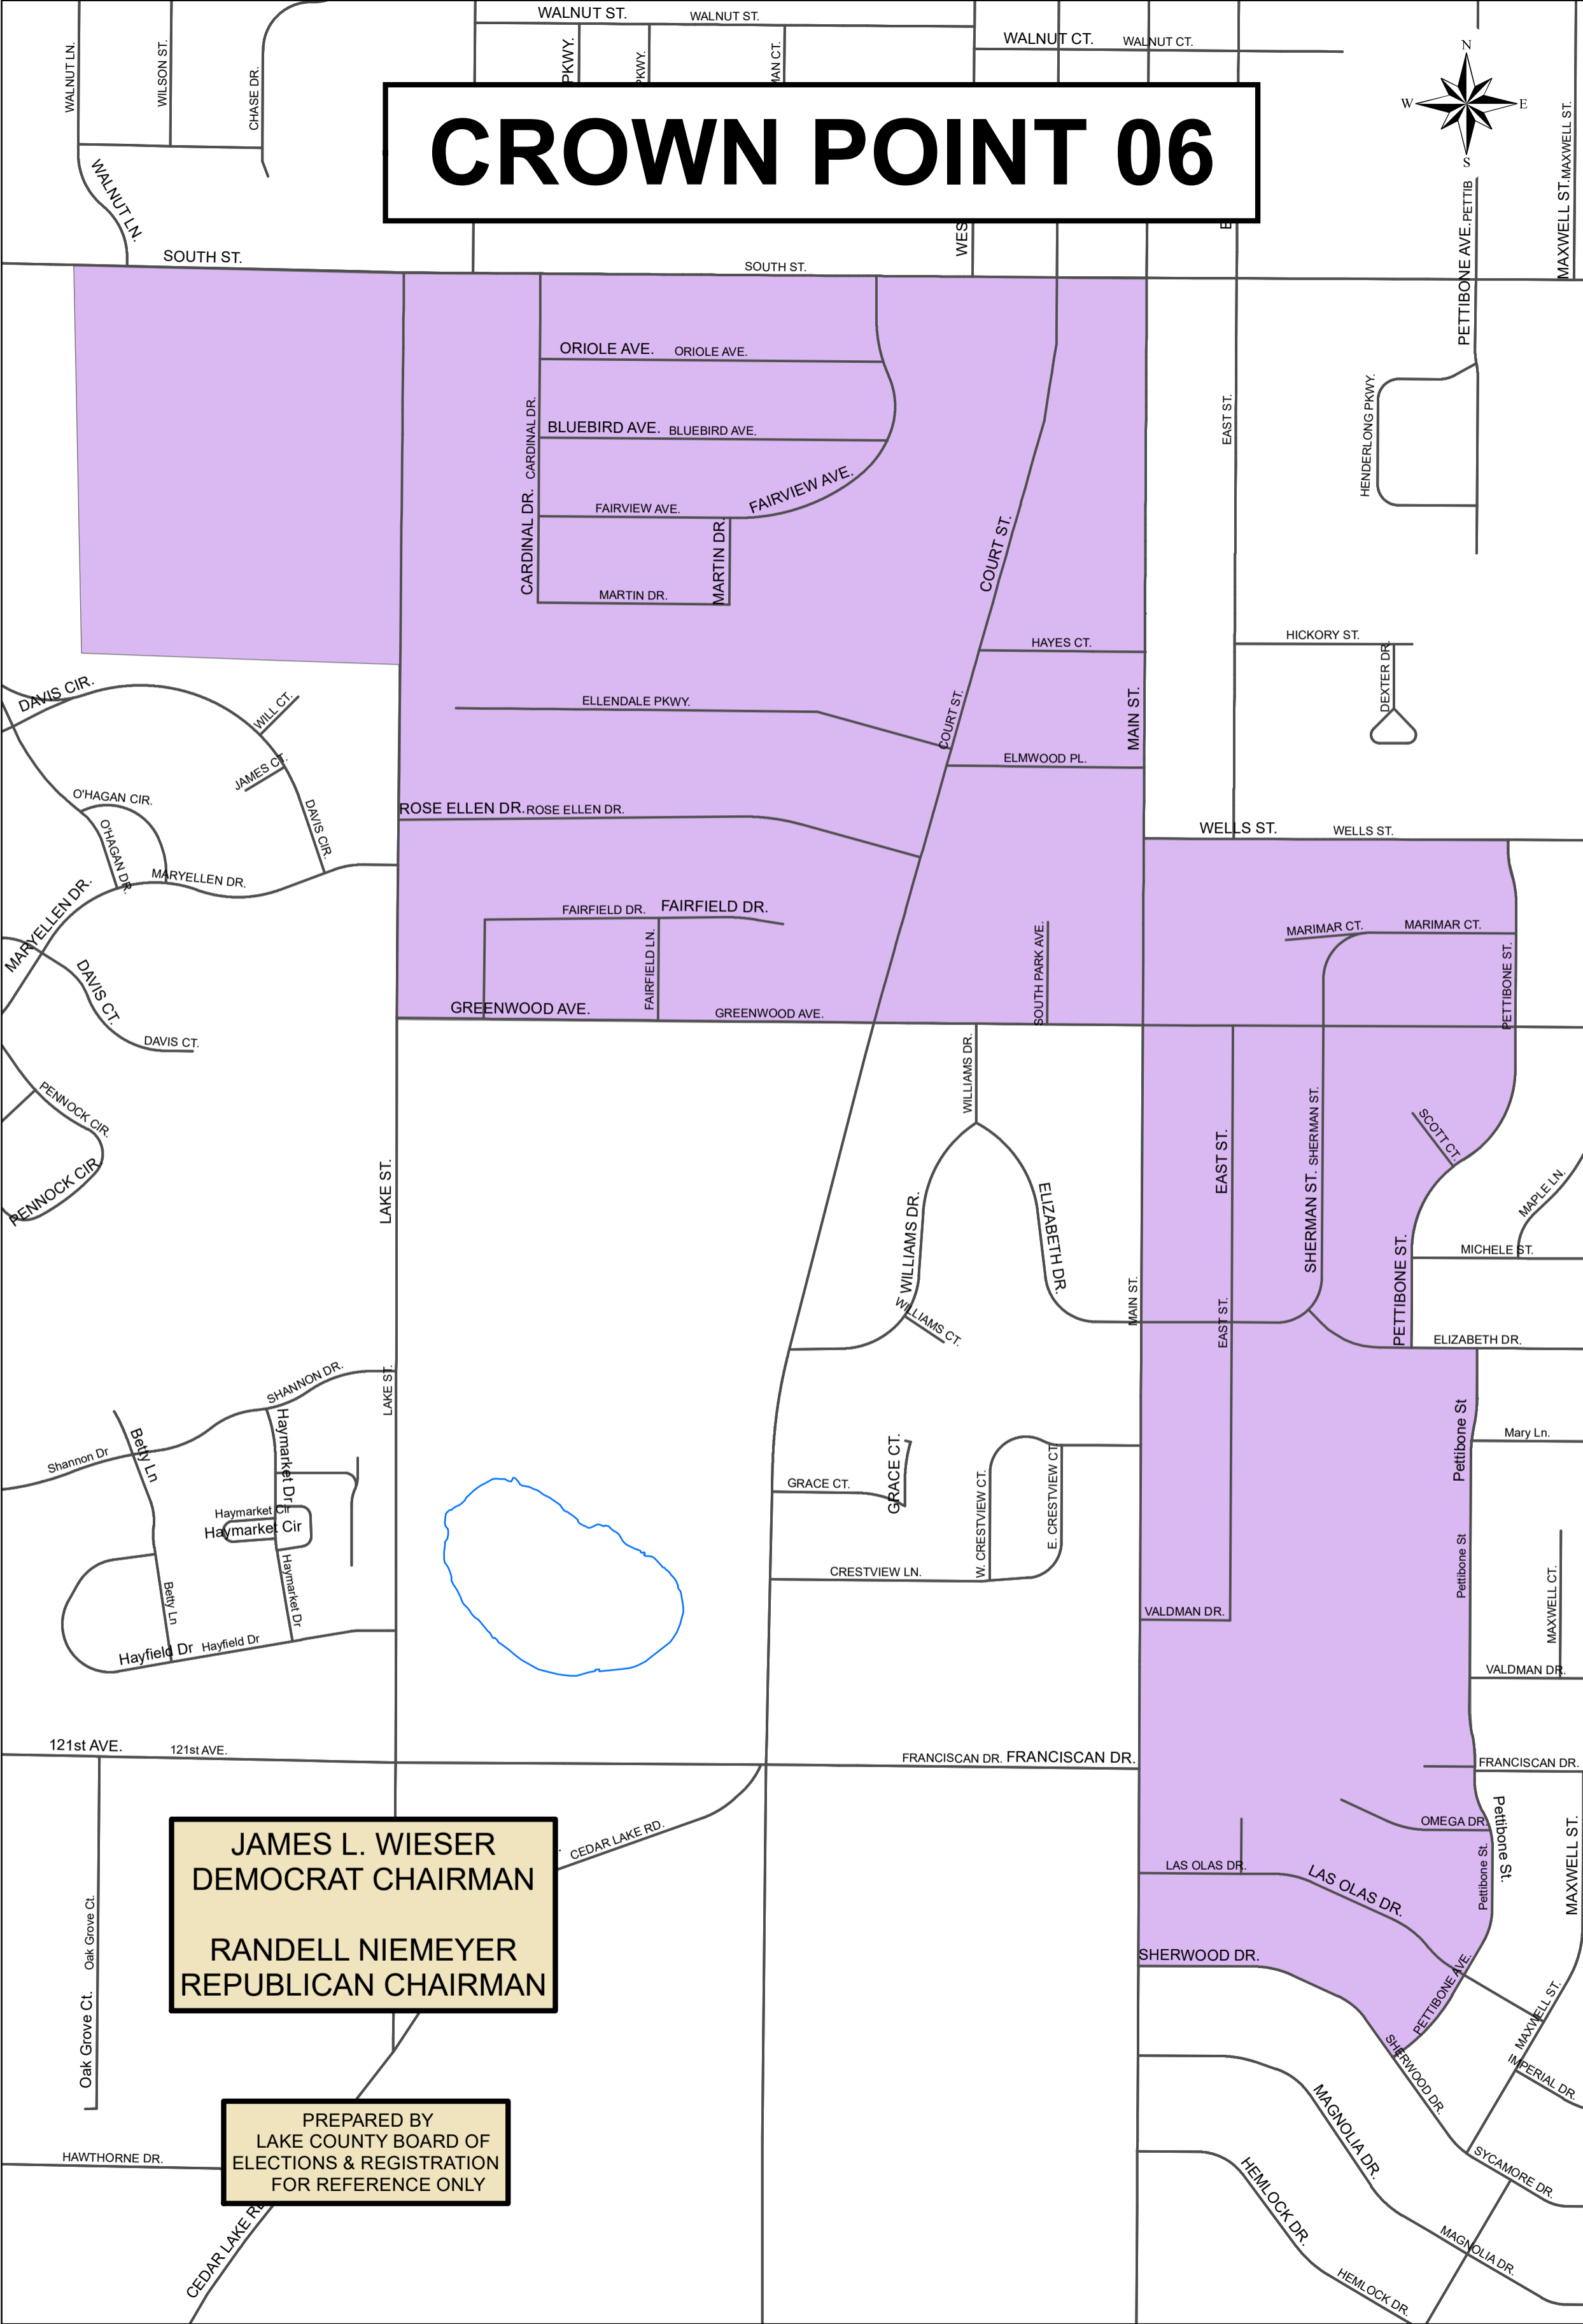 WALNUT ST.
WALNUT ST.
WALNUT CT.
WALNUT CT.
WALNUT LN.
WILSON ST.
CHASE DR.
PKWY.
PKWY.
MAN CT.
N
W
E
S
CROWN POINT 06
MAXWELL ST.
MAXWELL ST.
WALNUT LN.
PETTIB
PETTIBONE AVE.
WES
SOUTH ST.
SOUTH ST.
ORIOLE AVE.
ORIOLE AVE.
CARDINAL DR.
CARDINAL DR.
BLUEBIRD AVE.
BLUEBIRD AVE.
EAST ST.
HENDERLONG PKWY.
FAIRVIEW AVE.
FAIRVIEW AVE.
COURT ST.
MARTIN DR.
MARTIN DR.
HAYES CT.
HICKORY ST.
DEXTER DR.
DAVIS CIR.
WILL CT.
ELLENDALE PKWY.
COURT ST.
MAIN ST.
JAMES CT.
ELMWOOD PL.
O'HAGAN CIR.
ROSE ELLEN DR.
ROSE ELLEN DR.
DAVIS CIR.
WELLS ST.
WELLS ST.
O'HAGAN DR.
MARYELLEN DR.
MARYELLEN DR.
FAIRFIELD DR.
FAIRFIELD DR.
MARIMAR CT.
MARIMAR CT.
FAIRFIELD LN.
SOUTH PARK AVE.
PETTIBONE ST.
DAVIS CT.
GREENWOOD AVE.
GREENWOOD AVE.
DAVIS CT.
WILLIAMS DR.
PENNOCK CIR.
PENNOCK CIR.
SCOTT CT.
SHERMAN ST.
SHERMAN ST.
EAST ST.
MAPLE LN.
LAKE ST.
WILLIAMS DR.
ELIZABETH DR.
MICHELE ST.
PETTIBONE ST.
MAIN ST.
EAST ST.
WILLIAMS CT.
ELIZABETH DR.
SHANNON DR.
LAKE ST.
Haymarket Dr
Betty Ln
Shannon Dr
Pettibone St
Mary Ln.
GRACE CT.
GRACE CT.
W. CRESTVIEW CT.
E. CRESTVIEW CT.
Haymarket Cir
Haymarket Cir
Pettibone St
CRESTVIEW LN.
Haymarket Dr
Betty Ln
MAXWELL CT.
VALDMAN DR.
Hayfield Dr
Hayfield Dr
VALDMAN DR.
121st AVE.
121st AVE.
FRANCISCAN DR.
FRANCISCAN DR.
FRANCISCAN DR.
Pettibone St.
OMEGA DR.
CEDAR LAKE RD.
JAMES L. WIESER
DEMOCRAT CHAIRMAN
RANDELL NIEMEYER
REPUBLICAN CHAIRMAN
LAS OLAS DR.
LAS OLAS DR.
Pettibone St.
MAXWELL ST.
Oak Grove Ct.
Oak Grove Ct.
SHERWOOD DR.
PETTIBONE AVE.
MAXWELL ST.
SHERWOOD DR.
IMPERIAL DR.
PREPARED BY
LAKE COUNTY BOARD OF
ELECTIONS & REGISTRATION
FOR REFERENCE ONLY
HAWTHORNE DR.
MAGNOLIA DR.
SYCAMORE DR.
HEMLOCK DR.
MAGNOLIA DR.
CEDAR LAKE RD
HEMLOCK DR.